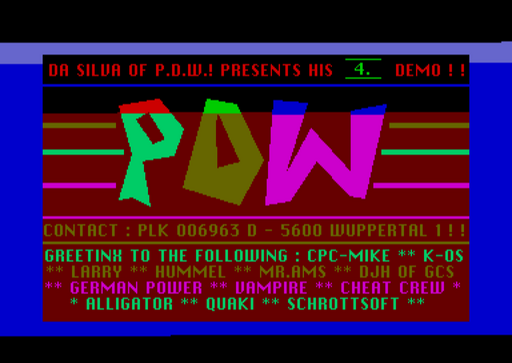 DA SILVA OF P.D.W.! PRESENTS HIS 4. DEMO !!
PDW
CONTACT : PLK 006963 D - 5600 WUPPERTAL 1!!
GREETINX TO THE FOLLOWING : CPC-MIKE ** K-OS
** LARRY ** HUMMEL ** MR.AMS ** DJH OF GCS
** GERMAN POWER ** VAMPIRE ** CHEAT CREW *
* ALLIGATOR ** QUAKI ** SCHROTTSOFT **